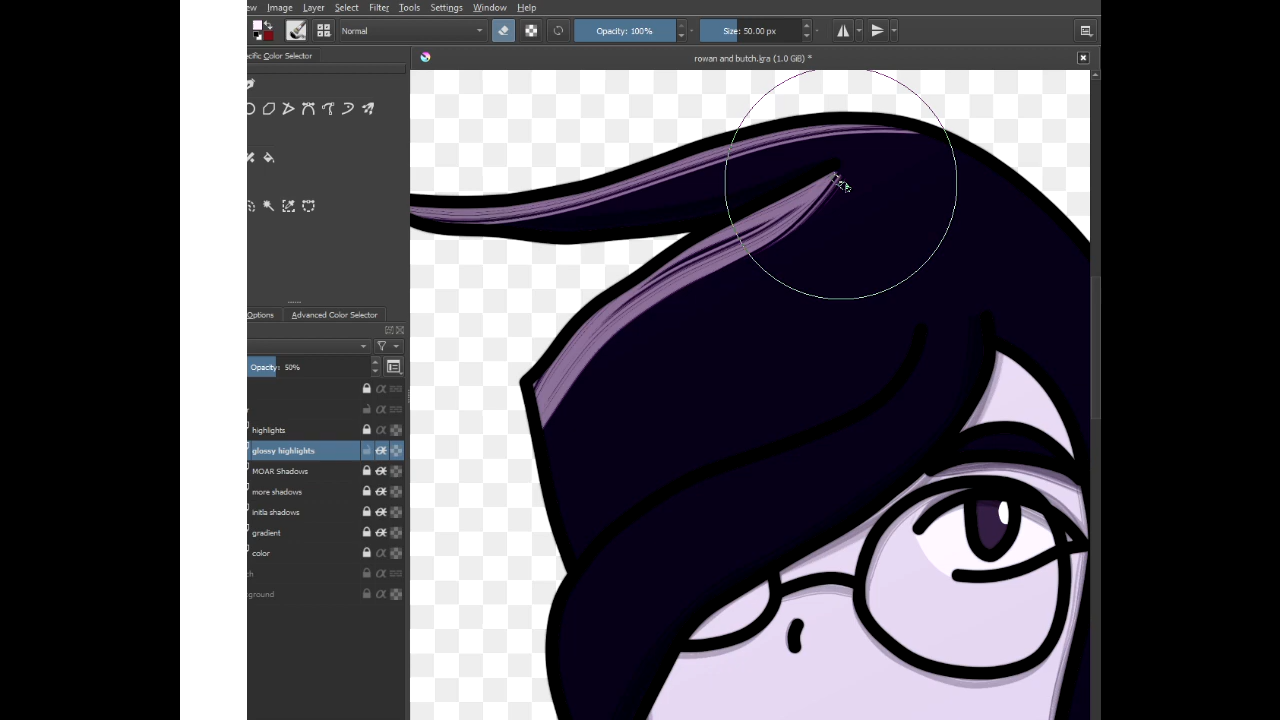 ew Image Layer Select Filter Tools Settings Window Help
Normal Opacity: 100% Size: 50.00 px
ecific Color Selector
rowan and butch.kra (1.0 GiB) *
Options Advanced Color Selector
Opacity: 50%
highlights
glossy highlights
MOAR Shadows
more shadows
initla shadows
gradient
color
ch
ground